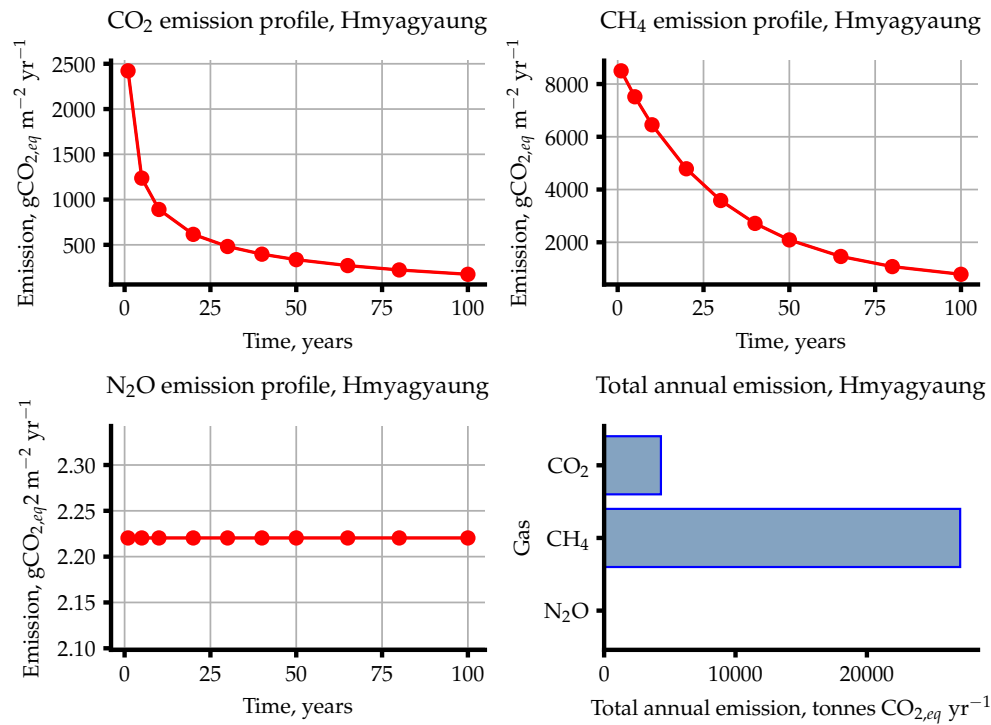 CO₂ emission profile, Hmyagyaung
Emission, gCO₂,eq m⁻² yr⁻¹
2500
2000
1500
1000
500
0 25 50 75 100
Time, years
CH₄ emission profile, Hmyagyaung
Emission, gCO₂,eq m⁻² yr⁻¹
8000
6000
4000
2000
0 25 50 75 100
Time, years
N₂O emission profile, Hmyagyaung
Emission, gCO₂,eq2 m⁻² yr⁻¹
2.30
2.25
2.20
2.15
2.10
0 25 50 75 100
Time, years
Total annual emission, Hmyagyaung
Gas
CO₂
CH₄
N₂O
0 10000 20000
Total annual emission, tonnes CO₂,eq yr⁻¹